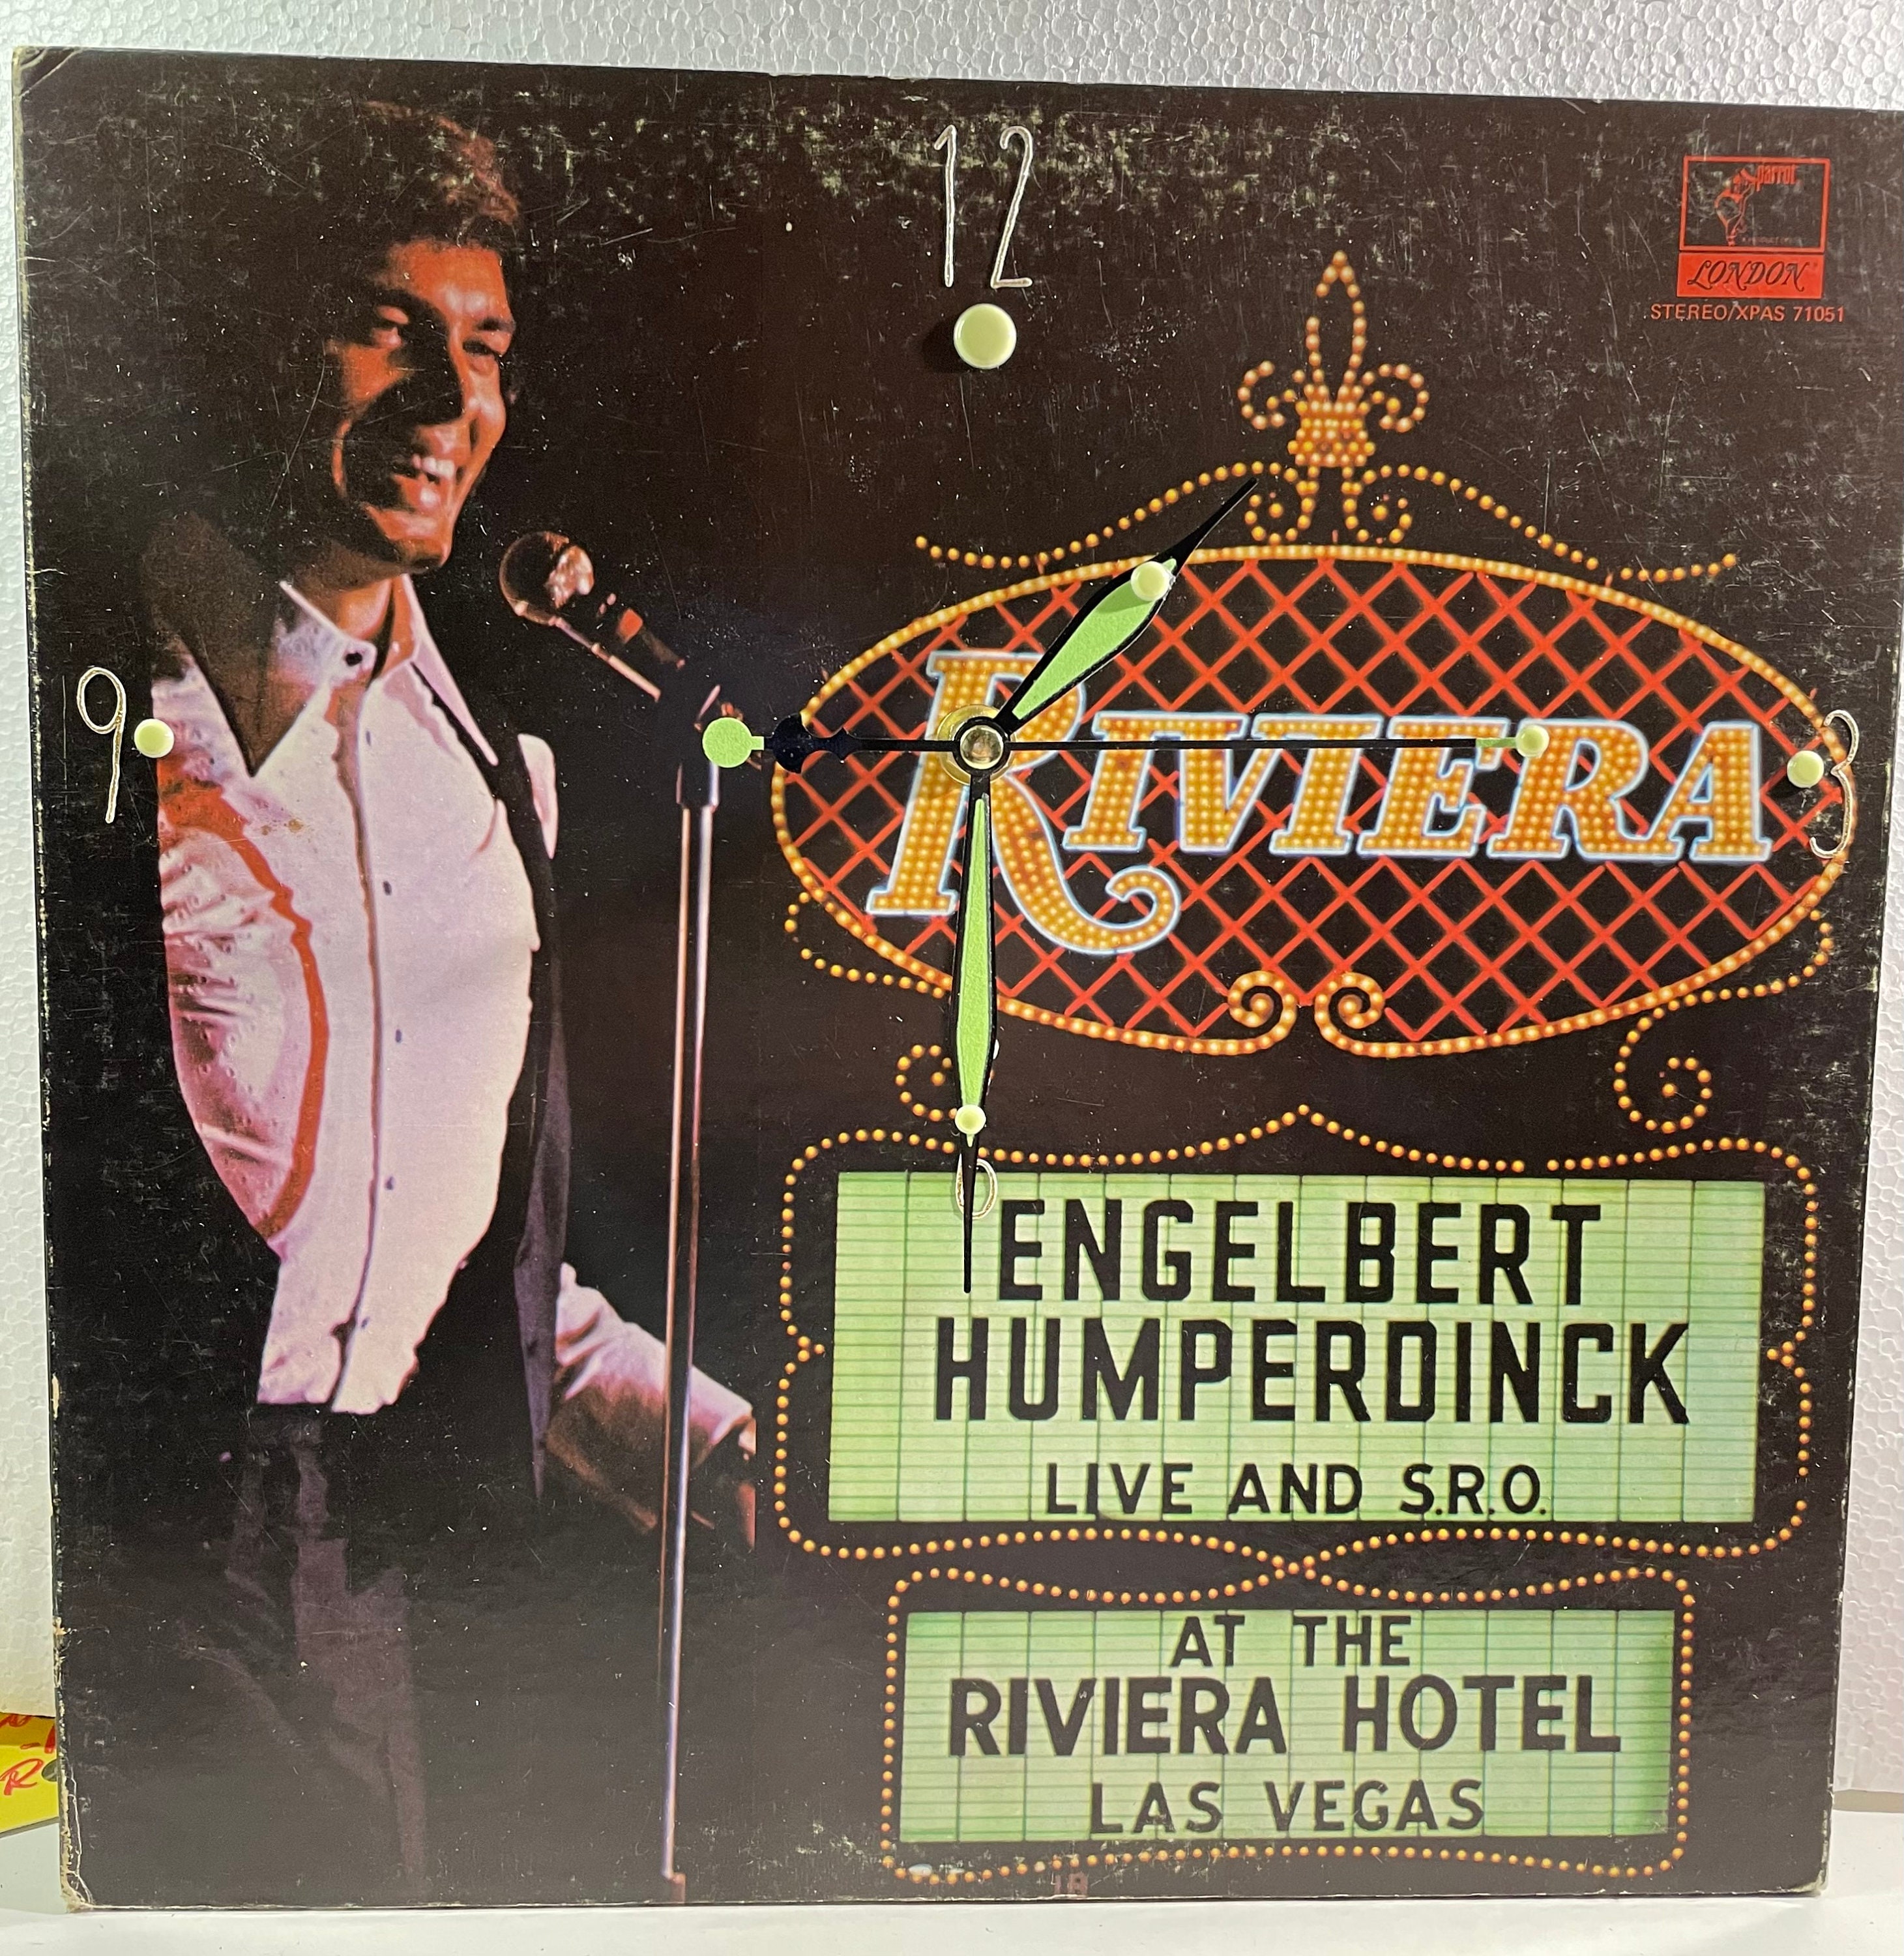 12
parrot
LONDON
STEREO/XPAS 71051
9
3
RIVIERA
6
ENGELBERT
HUMPERDINCK
LIVE AND S.R.O.
AT THE
RIVIERA HOTEL
LAS VEGAS